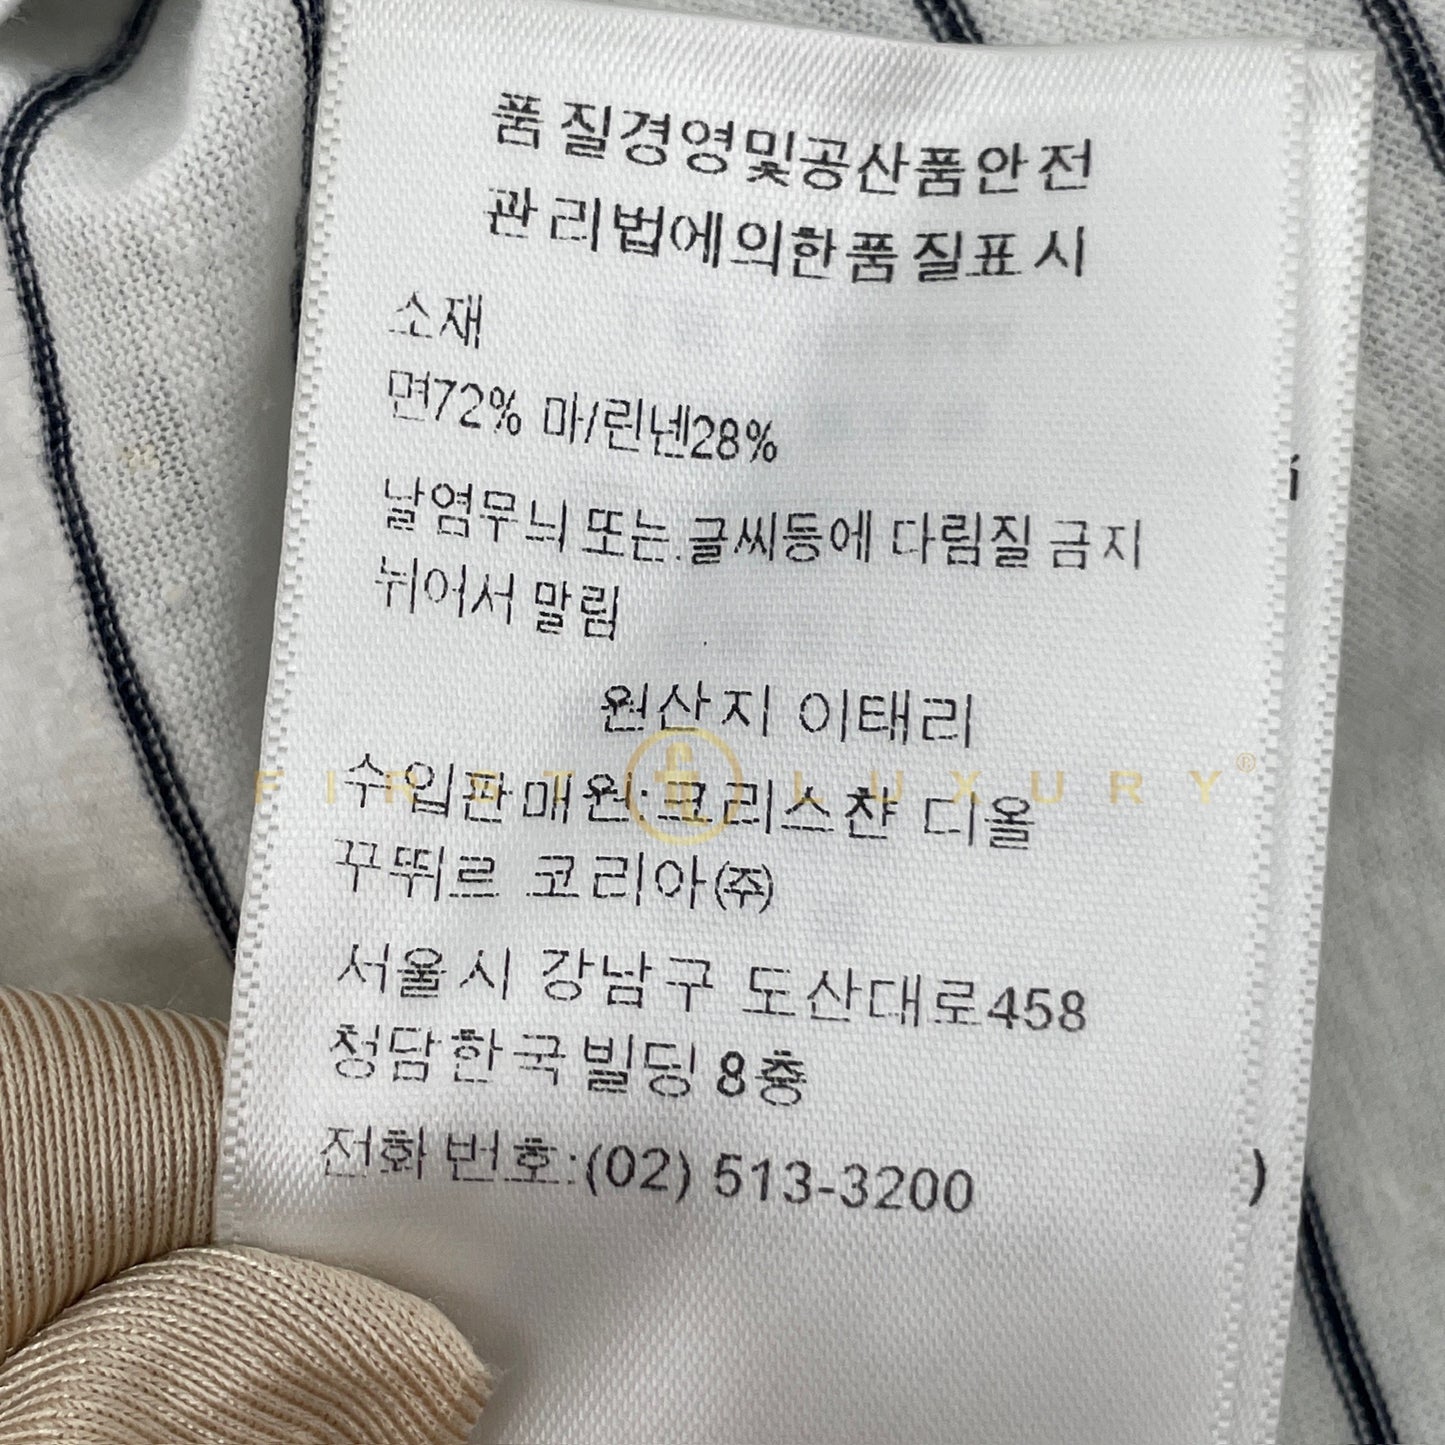 품질경영및공산품안전
관리법에의한품질표시
소재
면72% 마/린넨28%
날염무늬 또는.글씨등에 다림질 금지
뉘어서 말림
원산지 이태리
수입판매원:크리스챤 디올
꾸뛰르 코리아(주)
서울시 강남구 도산대로458
청담한국빌딩 8층
전화번호:(02) 513-3200
)
FIRST LUXURY®